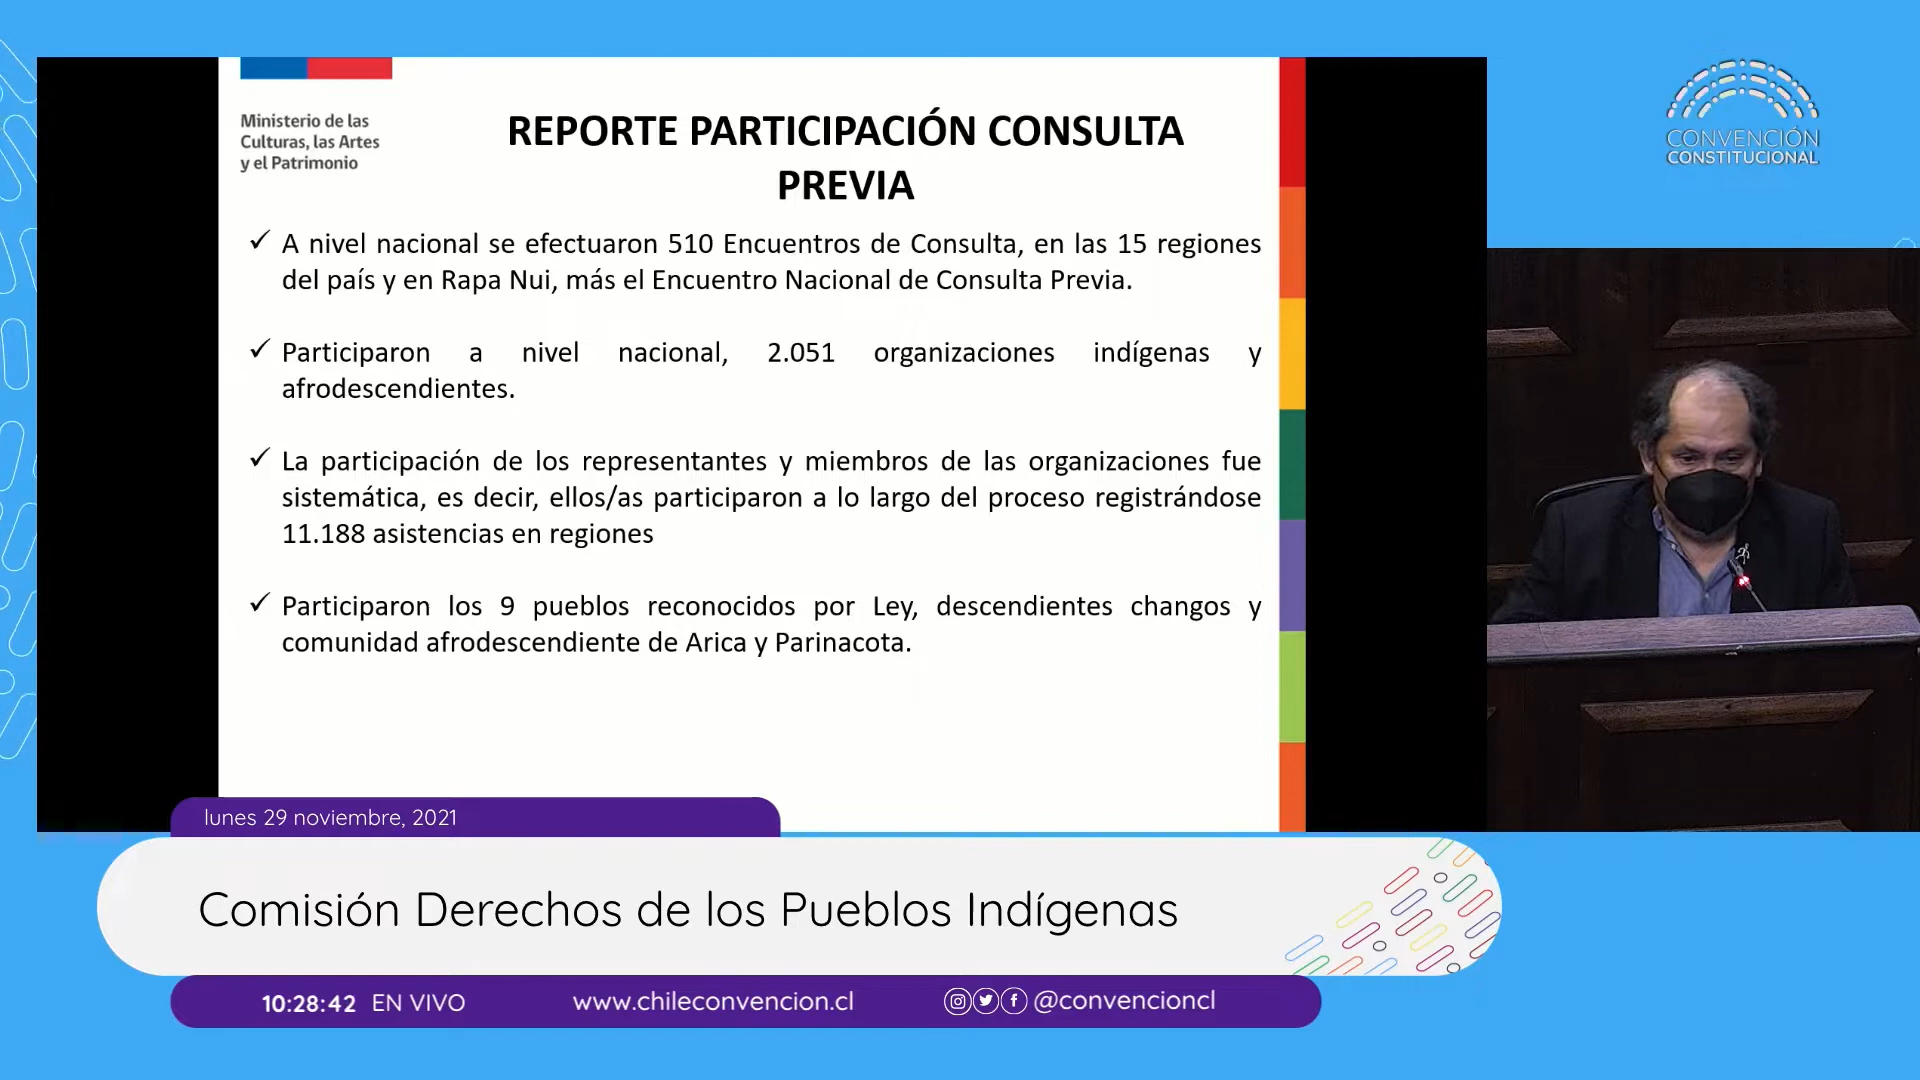 Ministerio de las
Culturas, las Artes
y el Patrimonio
REPORTE PARTICIPACIÓN CONSULTA
PREVIA
✓ A nivel nacional se efectuaron 510 Encuentros de Consulta, en las 15 regiones
del país y en Rapa Nui, más el Encuentro Nacional de Consulta Previa.
✓ Participaron a nivel nacional, 2.051 organizaciones indígenas y
afrodescendientes.
✓ La participación de los representantes y miembros de las organizaciones fue
sistemática, es decir, ellos/as participaron a lo largo del proceso registrándose
11.188 asistencias en regiones
✓ Participaron los 9 pueblos reconocidos por Ley, descendientes changos y
comunidad afrodescendiente de Arica y Parinacota.
CONVENCIÓN
CONSTITUCIONAL
lunes 29 noviembre, 2021
Comisión Derechos de los Pueblos Indígenas
10:28:42 EN VIVO www.chileconvencion.cl @convencioncl